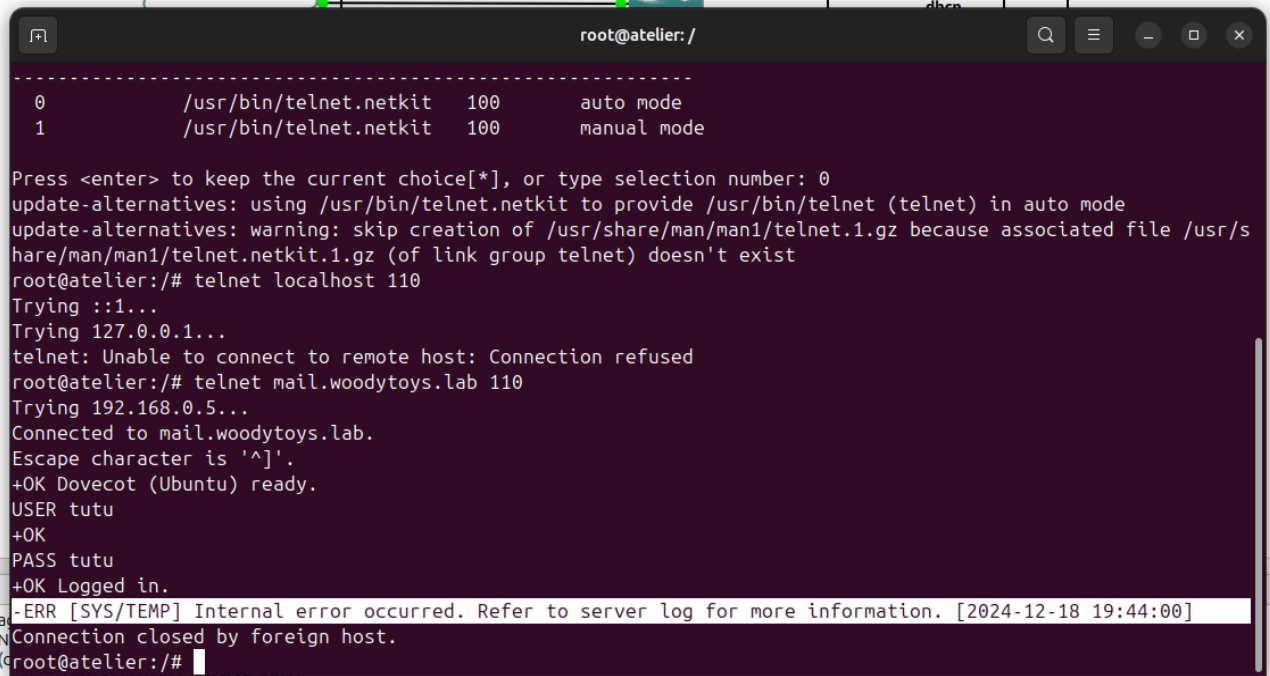 dhcp
root@atelier: /
------------------------------------------------------------
0 /usr/bin/telnet.netkit 100 auto mode
1 /usr/bin/telnet.netkit 100 manual mode
Press <enter> to keep the current choice[*], or type selection number: 0
update-alternatives: using /usr/bin/telnet.netkit to provide /usr/bin/telnet (telnet) in auto mode
update-alternatives: warning: skip creation of /usr/share/man/man1/telnet.1.gz because associated file /usr/s
hare/man/man1/telnet.netkit.1.gz (of link group telnet) doesn't exist
root@atelier:/# telnet localhost 110
Trying ::1...
Trying 127.0.0.1...
telnet: Unable to connect to remote host: Connection refused
root@atelier:/# telnet mail.woodytoys.lab 110
Trying 192.168.0.5...
Connected to mail.woodytoys.lab.
Escape character is '^]'.
+OK Dovecot (Ubuntu) ready.
USER tutu
+OK
PASS tutu
+OK Logged in.
-ERR [SYS/TEMP] Internal error occurred. Refer to server log for more information. [2024-12-18 19:44:00]
Connection closed by foreign host.
root@atelier:/#